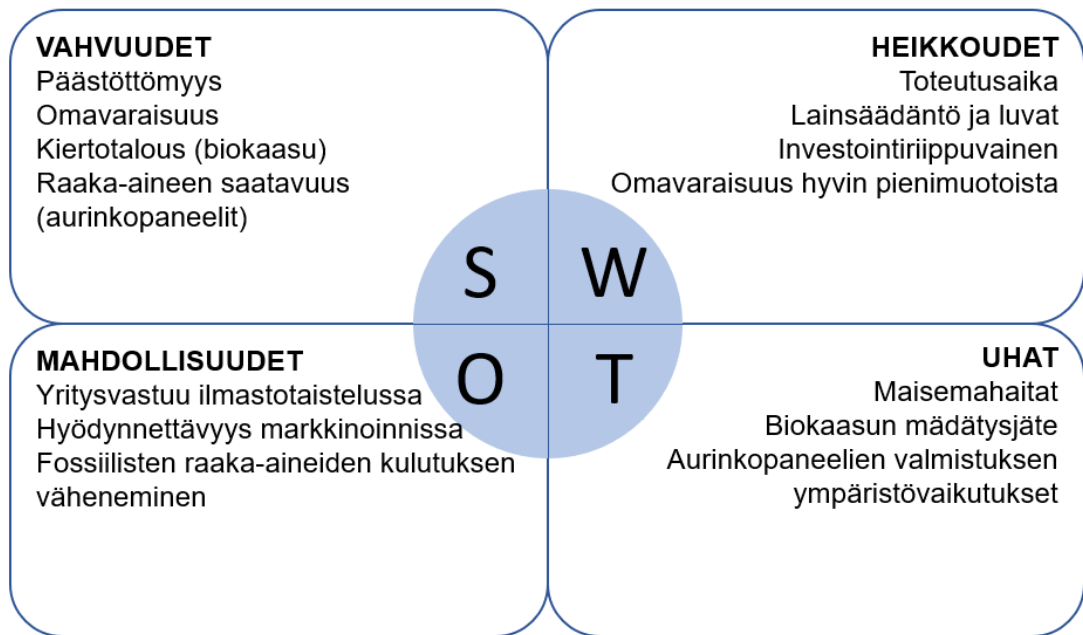 VAHVUUDET
Päästöttömyys
Omavaraisuus
Kiertotalous (biokaasu)
Raaka-aineen saatavuus
(aurinkopaneelit)
HEIKKOUDET
Toteutusaika
Lainsäädäntö ja luvat
Investointiriippuvainen
Omavaraisuus hyvin pienimuotoista
S W
O T
MAHDOLLISUUDET
Yritysvastuu ilmastotaistelussa
Hyödynnettävyys markkinoinnissa
Fossiilisten raaka-aineiden kulutuksen
väheneminen
UHAT
Maisemahaitat
Biokaasun mädätysjäte
Aurinkopaneelien valmistuksen
ympäristövaikutukset